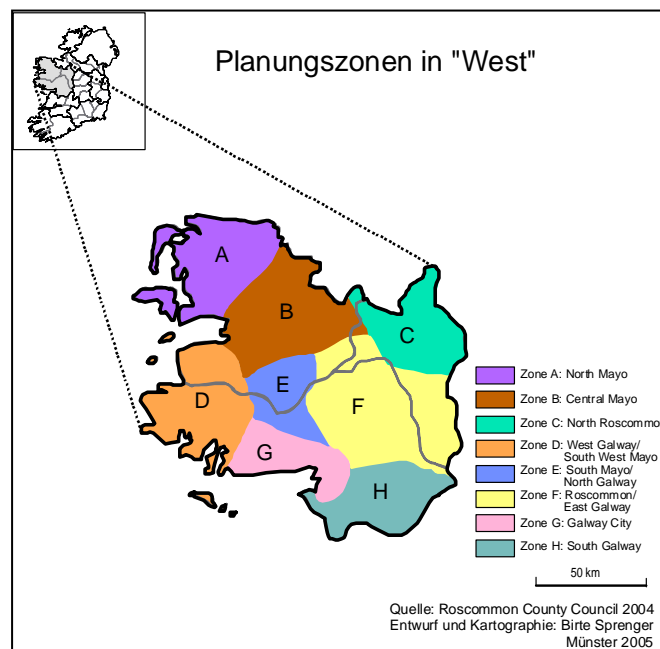 Planungszonen in "West"
A
B
C
D
E
F
G
H
Zone A: North Mayo
Zone B: Central Mayo
Zone C: North Roscommo
Zone D: West Galway/
South West Mayo
Zone E: South Mayo/
North Galway
Zone F: Roscommon/
East Galway
Zone G: Galway City
Zone H: South Galway
50 km
Quelle: Roscommon County Council 2004
Entwurf und Kartographie: Birte Sprenger
Münster 2005